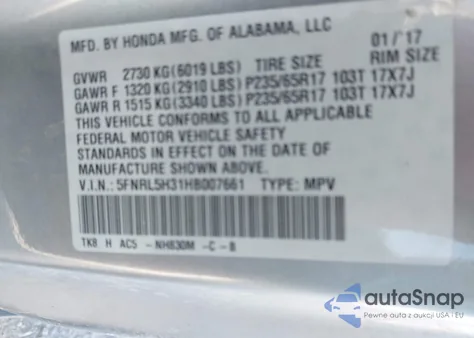 MFD. BY HONDA MFG. OF ALABAMA, LLC 01/'17
GVWR 2730 KG(6019 LBS) TIRE SIZE RIM SIZE
GAWR F 1320 KG(2910 LBS) P235/65R17 103T 17X7J
GAWR R 1515 KG(3340 LBS) P235/65R17 103T 17X7J
THIS VEHICLE CONFORMS TO ALL APPLICABLE
FEDERAL MOTOR VEHICLE SAFETY
STANDARDS IN EFFECT ON THE DATE
OF MANUFACTURE SHOWN ABOVE.
V.I.N.: 5FNRL5H31HB007661 TYPE: MPV
TK8 H AC5 -NH830M -C -B
autoSnap
Pewne auta z aukcji USA i EU